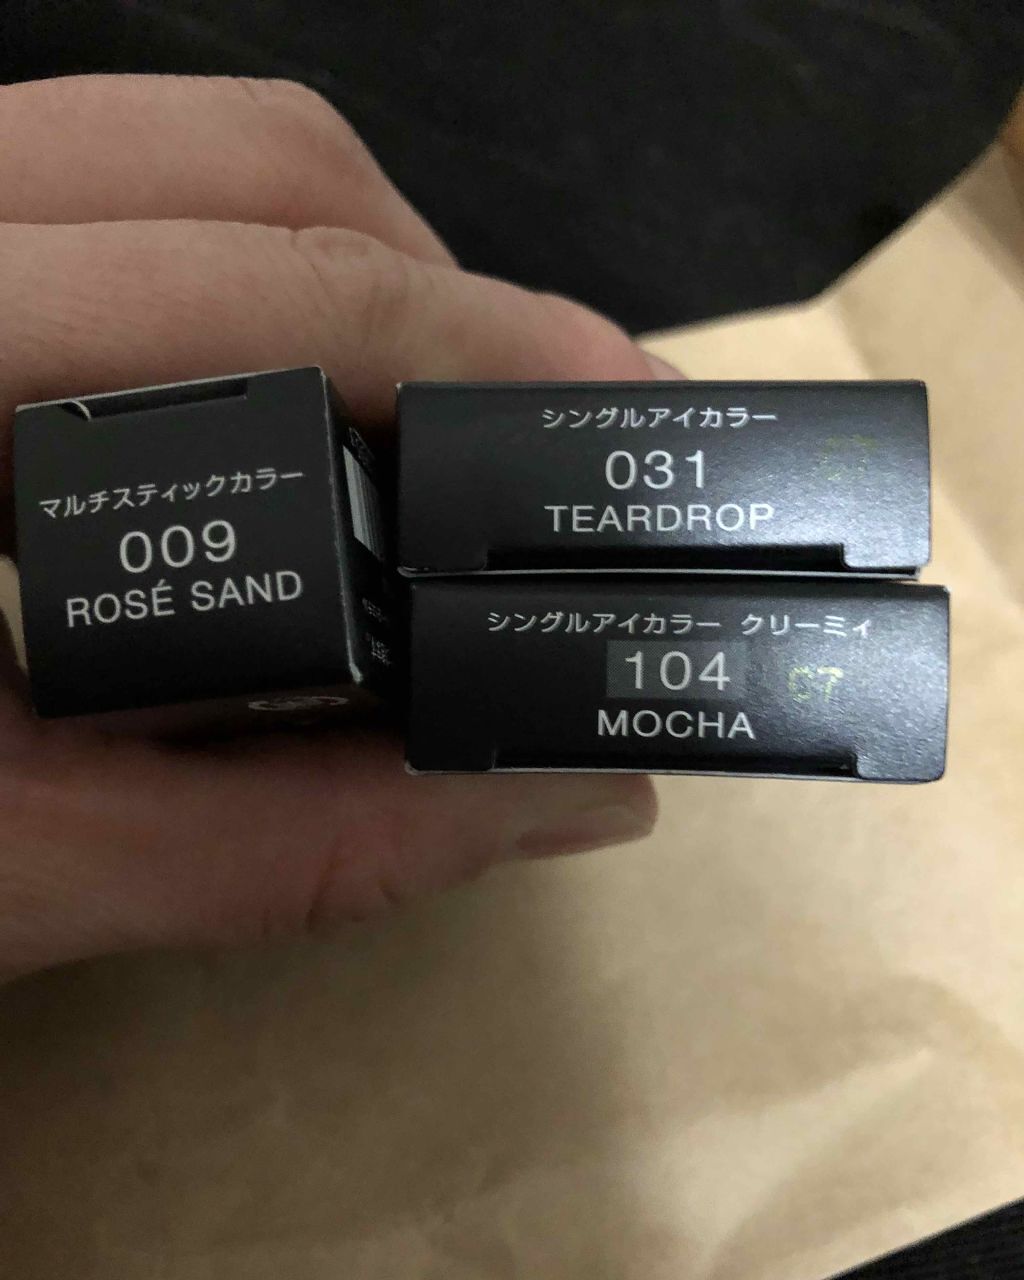 マルチスティックカラー
009
ROSÉ SAND
シングルアイカラー
031
TEARDROP
シングルアイカラー クリーミィ
104
07
MOCHA